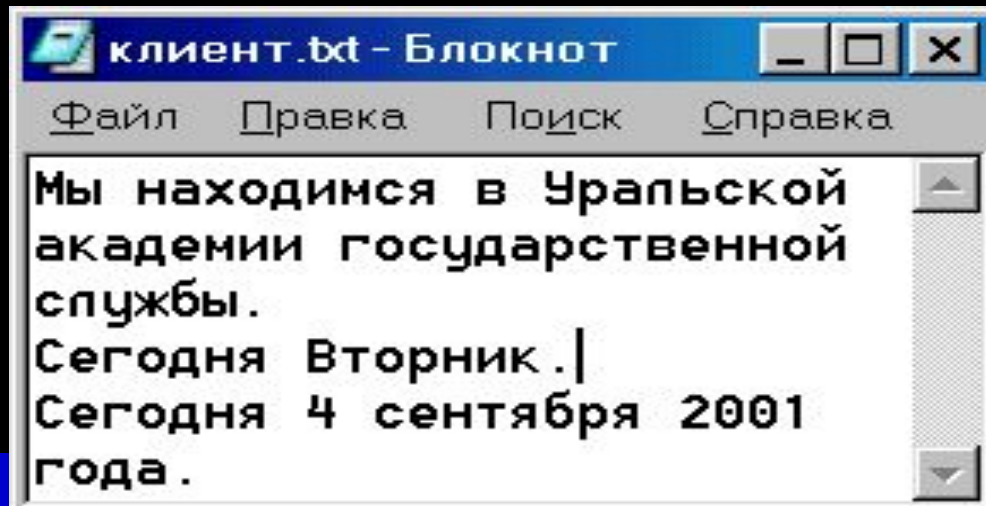 клиент.txt - Блокнот
Файл Правка Поиск Справка
Мы находимся в Уральской
академии государственной
службы.
Сегодня Вторник.
Сегодня 4 сентября 2001
года.